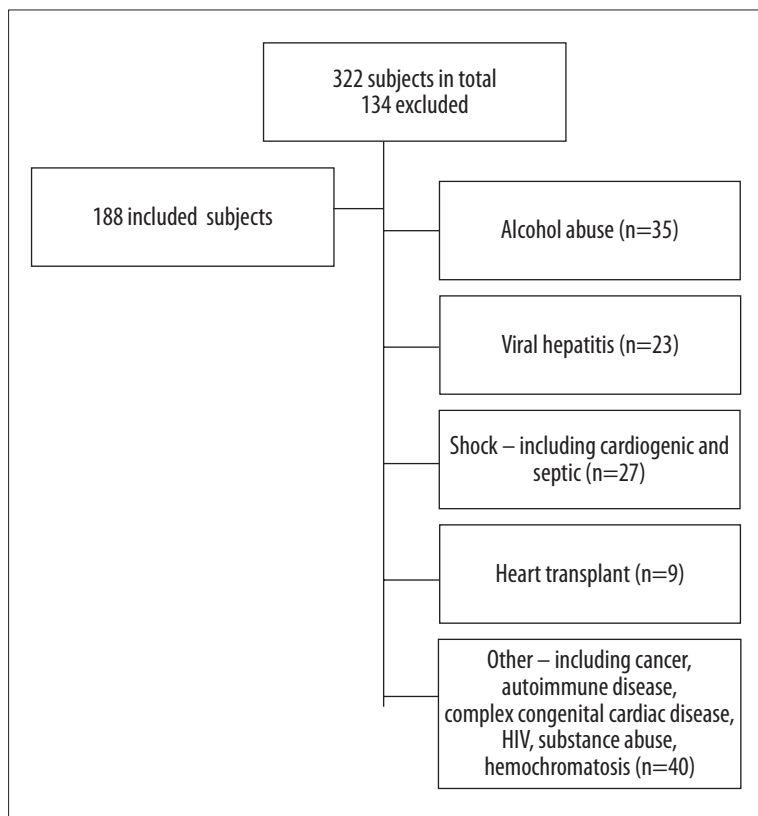 322 subjects in total
134 excluded
188 included subjects
Alcohol abuse (n=35)
Viral hepatitis (n=23)
Shock – including cardiogenic and
septic (n=27)
Heart transplant (n=9)
Other – including cancer,
autoimmune disease,
complex congenital cardiac disease,
HIV, substance abuse,
hemochromatosis (n=40)